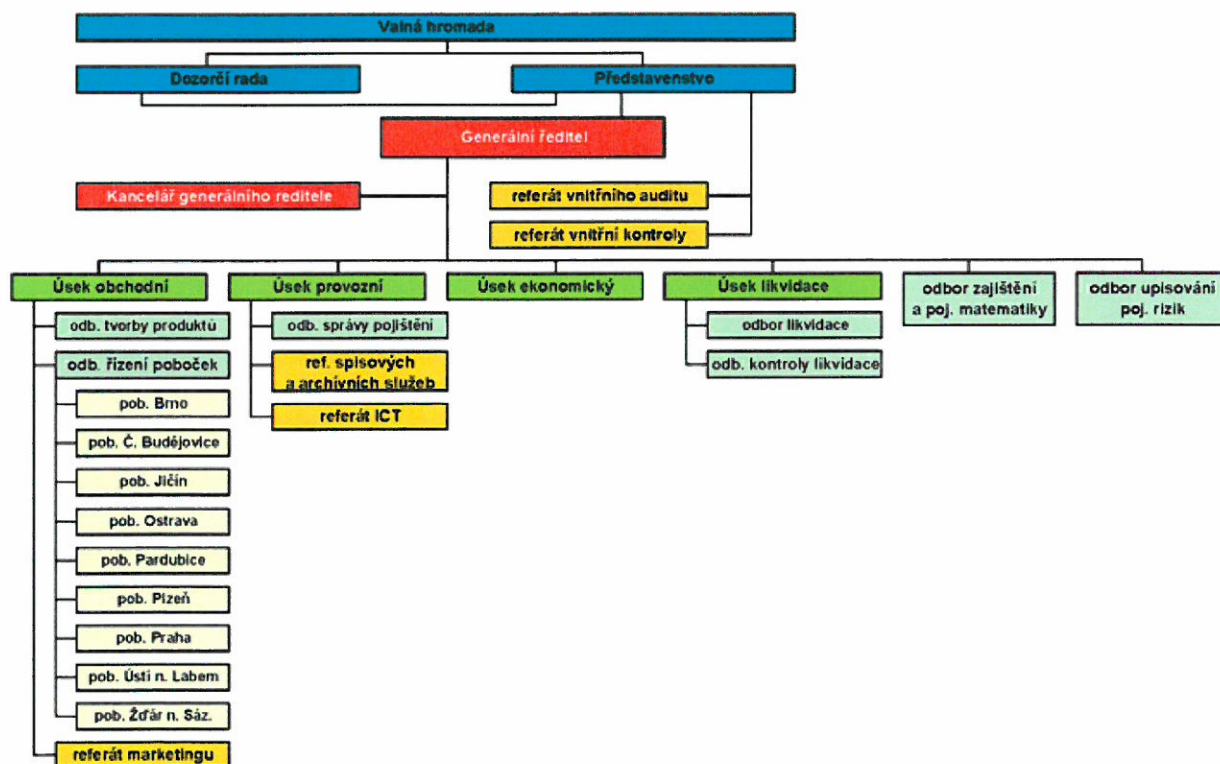 Valná hromada
Dozorčí rada
Představenstvo
Generální ředitel
Kancelář generálního reditele
referát vnitřního auditu
referát vnitřní kontroly
Úsek obchodní
Úsek provozní
Úsek ekonomický
Úsek likvidace
odbor zajištění
a poj. matematiky
odbor upisování
poj. rizik
odb. tvorby produktů
odb. řízení poboček
pob. Brno
pob. Č. Budějovice
pob. Jičín
pob. Ostrava
pob. Pardubice
pob. Plzeň
pob. Praha
pob. Ústí n. Labem
pob. Žďár n. Sáz.
referát marketingu
odb. správy pojištění
ref. spisových
a archivních služeb
referát ICT
odbor likvidace
odb. kontroly likvidace